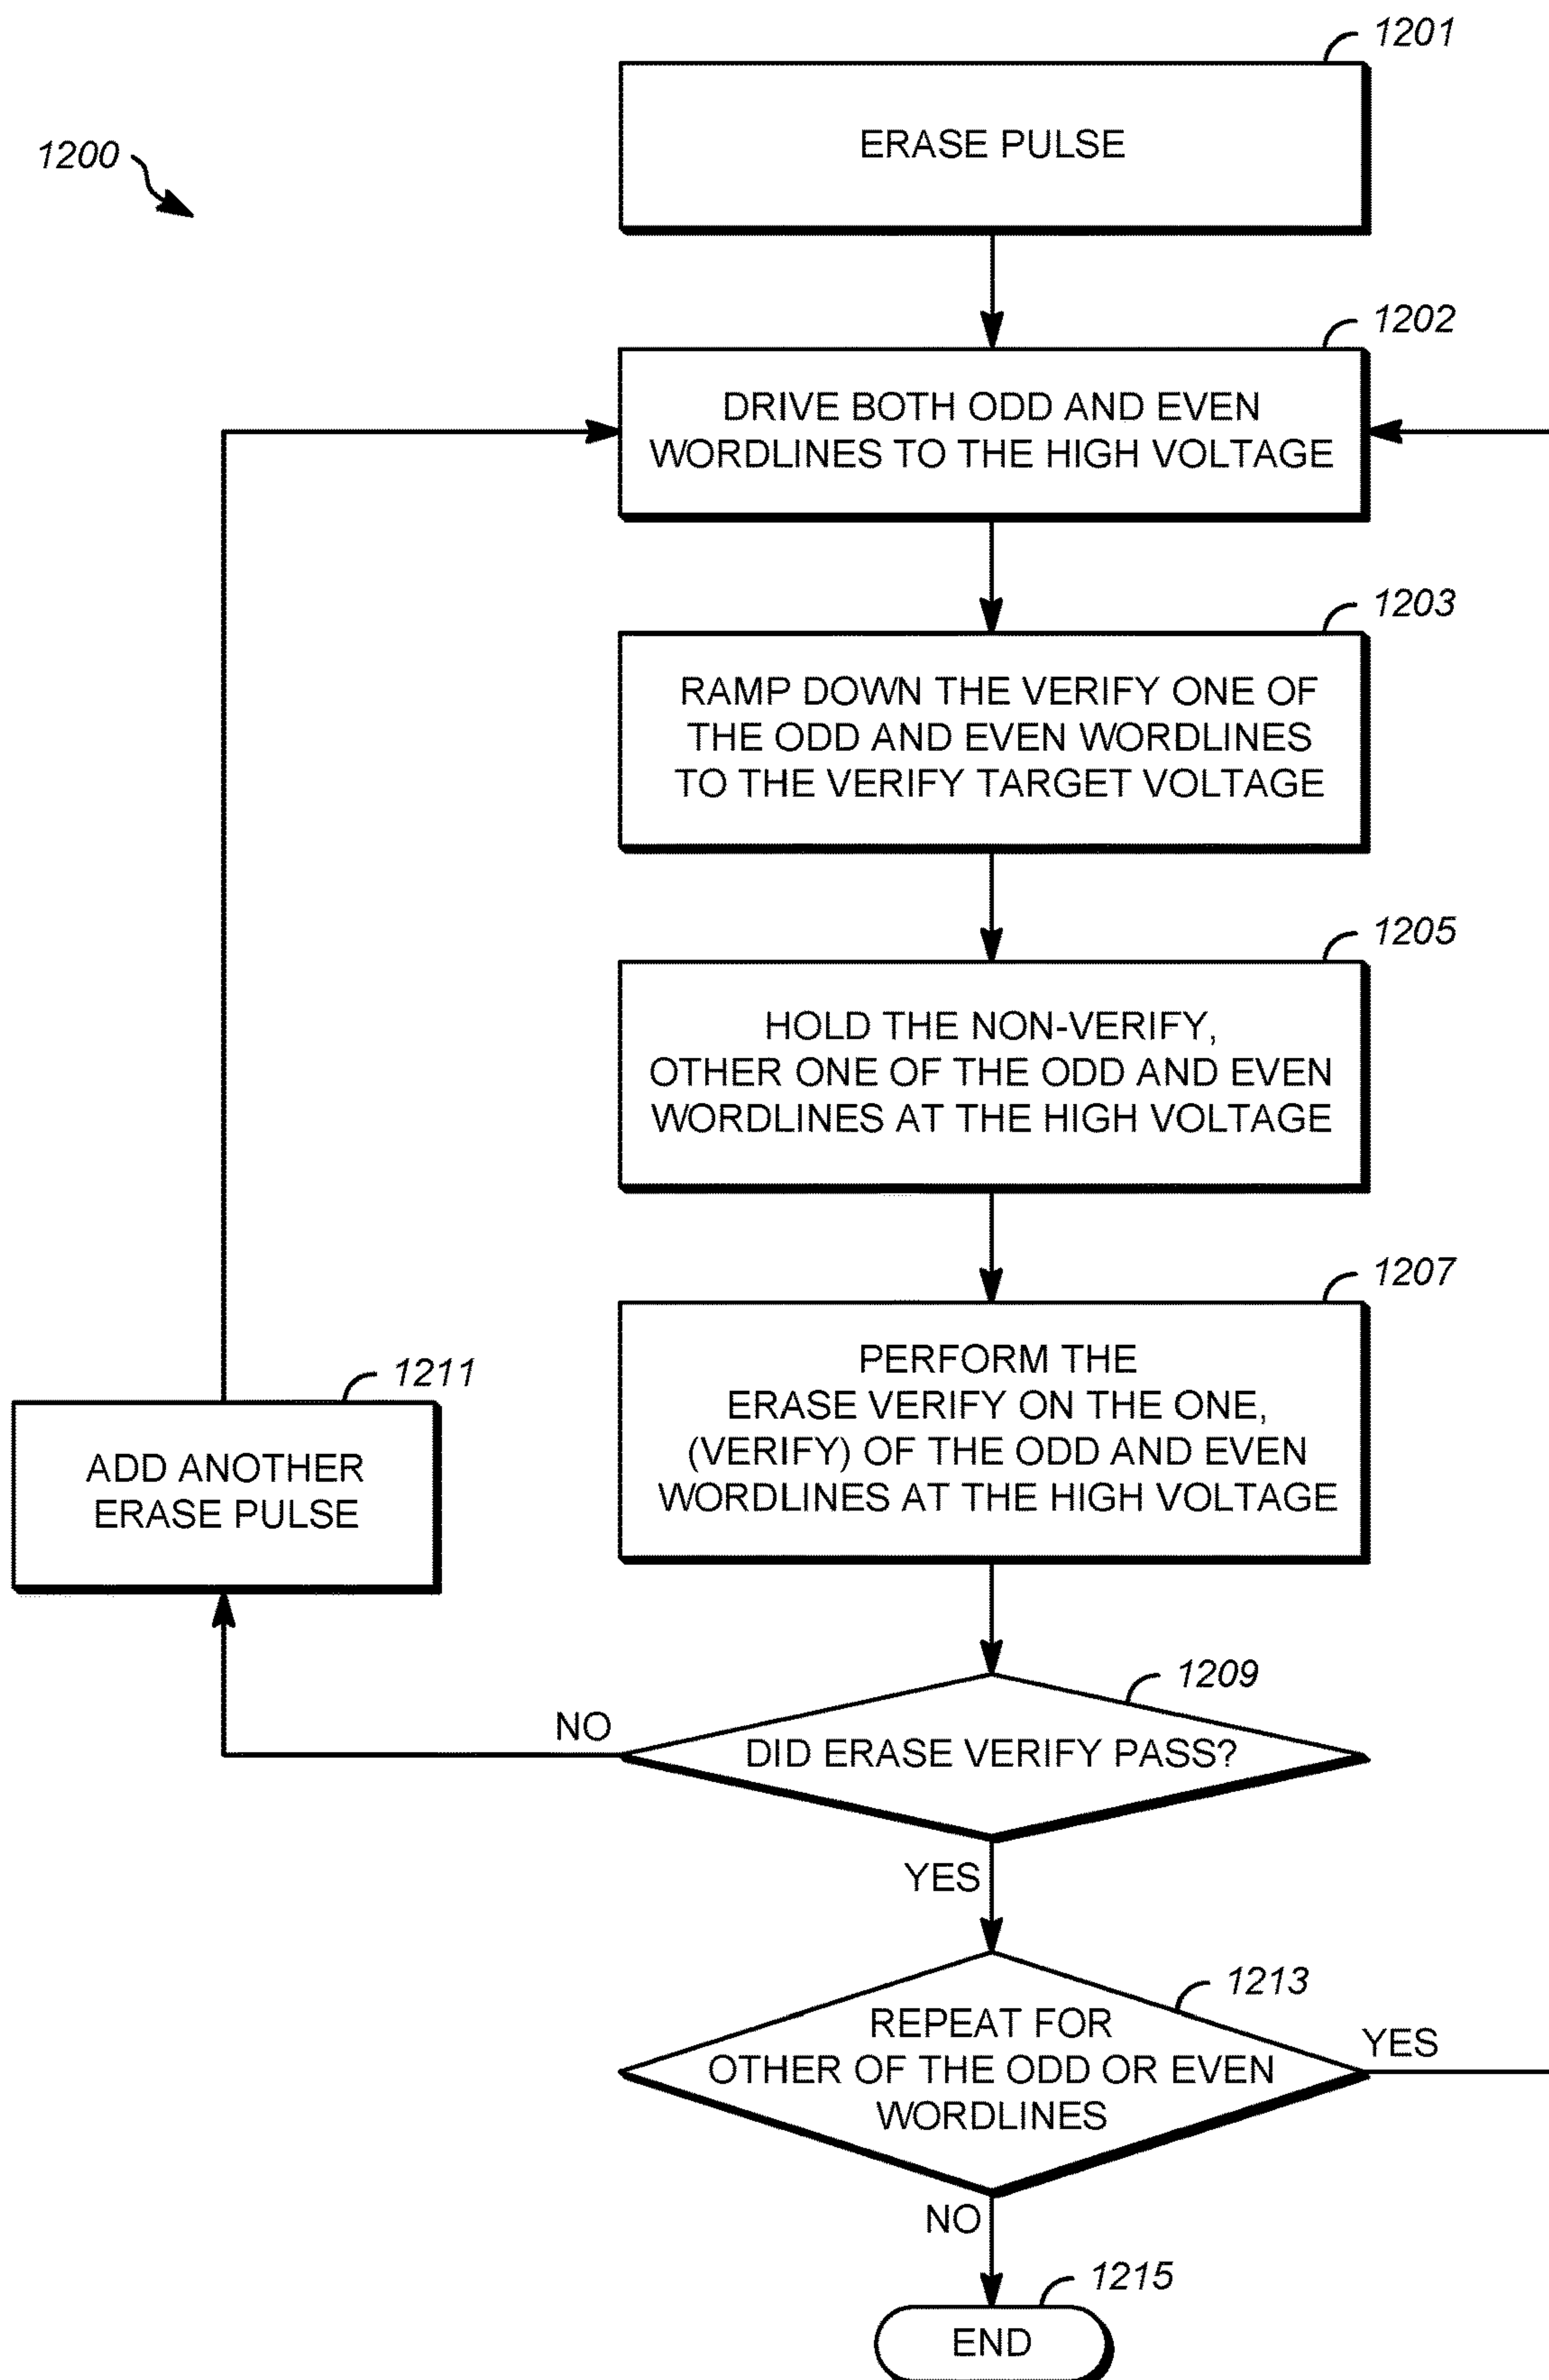 1201
ERASE PULSE
1200
1202
DRIVE BOTH ODD AND EVEN
WORDLINES TO THE HIGH VOLTAGE
1203
RAMP DOWN THE VERIFY ONE OF
THE ODD AND EVEN WORDLINES
TO THE VERIFY TARGET VOLTAGE
1205
HOLD THE NON-VERIFY,
OTHER ONE OF THE ODD AND EVEN
WORDLINES AT THE HIGH VOLTAGE
1207
PERFORM THE
ERASE VERIFY ON THE ONE,
(VERIFY) OF THE ODD AND EVEN
WORDLINES AT THE HIGH VOLTAGE
1211
ADD ANOTHER
ERASE PULSE
1209
NO
DID ERASE VERIFY PASS?
YES
1213
REPEAT FOR
OTHER OF THE ODD OR EVEN
WORDLINES
YES
NO
1215
END